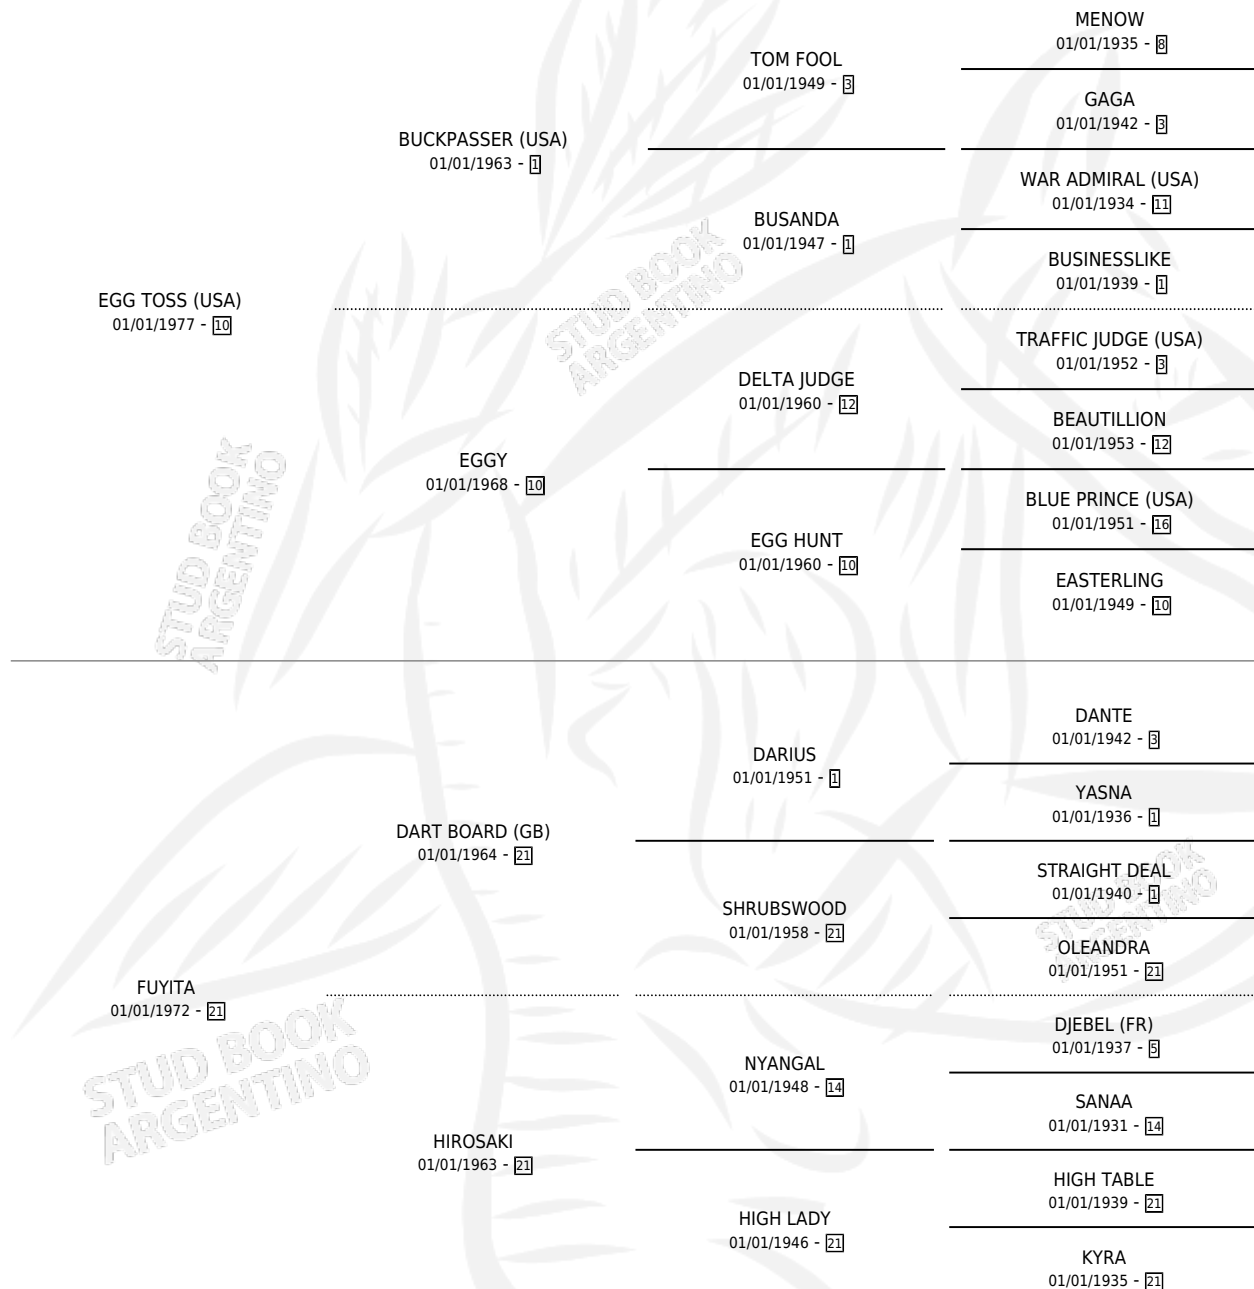 MENOW
01/01/1935 - 8
TOM FOOL
01/01/1949 - 3
GAGA
01/01/1942 - 3
BUCKPASSER (USA)
01/01/1963 - 1
WAR ADMIRAL (USA)
01/01/1934 - 11
BUSANDA
01/01/1947 - 1
BUSINESSLIKE
01/01/1939 - 1
EGG TOSS (USA)
01/01/1977 - 10
TRAFFIC JUDGE (USA)
01/01/1952 - 3
DELTA JUDGE
01/01/1960 - 12
BEAUTILLION
01/01/1953 - 12
EGGY
01/01/1968 - 10
BLUE PRINCE (USA)
01/01/1951 - 16
EGG HUNT
01/01/1960 - 10
EASTERLING
01/01/1949 - 10
DANTE
01/01/1942 - 3
DARIUS
01/01/1951 - 1
YASNA
01/01/1936 - 1
DART BOARD (GB)
01/01/1964 - 21
STRAIGHT DEAL
01/01/1940 - 1
SHRUBSWOOD
01/01/1958 - 21
OLEANDRA
01/01/1951 - 21
FUYITA
01/01/1972 - 21
DJEBEL (FR)
01/01/1937 - 5
NYANGAL
01/01/1948 - 14
SANAA
01/01/1931 - 14
HIROSAKI
01/01/1963 - 21
HIGH TABLE
01/01/1939 - 21
HIGH LADY
01/01/1946 - 21
KYRA
01/01/1935 - 21
STUD BOOK
ARGENTINO
STUD BOOK
ARGENTINO
STUD BOOK
ARGENTINO
STUD BOOK
ARGENTINO